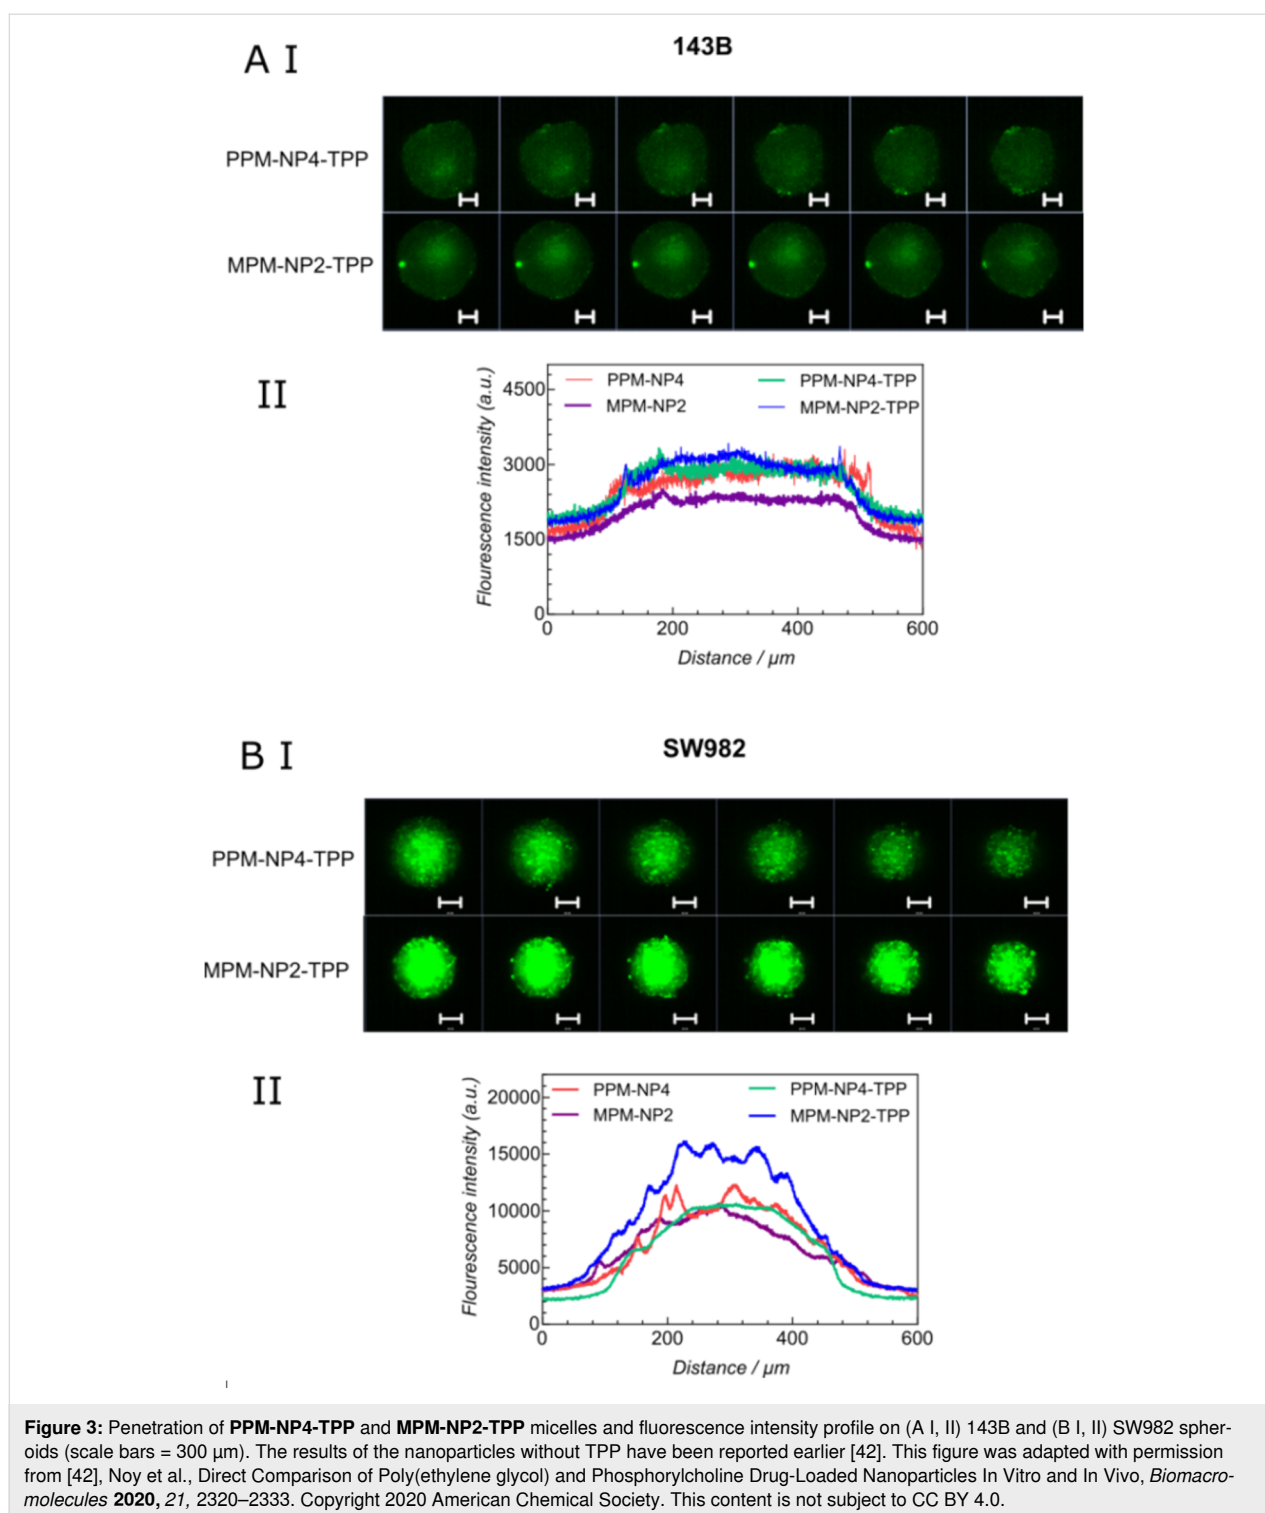 A I
143B
PPM-NP4-TPP
MPM-NP2-TPP
II
Flourescence intensity (a.u.)
4500
3000
1500
0
PPM-NP4
PPM-NP4-TPP
MPM-NP2
MPM-NP2-TPP
0 200 400 600
Distance / µm
B I
SW982
PPM-NP4-TPP
MPM-NP2-TPP
II
Flourescence intensity (a.u.)
20000
15000
10000
5000
0
PPM-NP4
PPM-NP4-TPP
MPM-NP2
MPM-NP2-TPP
0 200 400 600
Distance / µm
Figure 3: Penetration of PPM-NP4-TPP and MPM-NP2-TPP micelles and fluorescence intensity profile on (A I, II) 143B and (B I, II) SW982 spher-
oids (scale bars = 300 µm). The results of the nanoparticles without TPP have been reported earlier [42]. This figure was adapted with permission
from [42], Noy et al., Direct Comparison of Poly(ethylene glycol) and Phosphorylcholine Drug-Loaded Nanoparticles In Vitro and In Vivo, Biomacro-
molecules 2020, 21, 2320–2333. Copyright 2020 American Chemical Society. This content is not subject to CC BY 4.0.